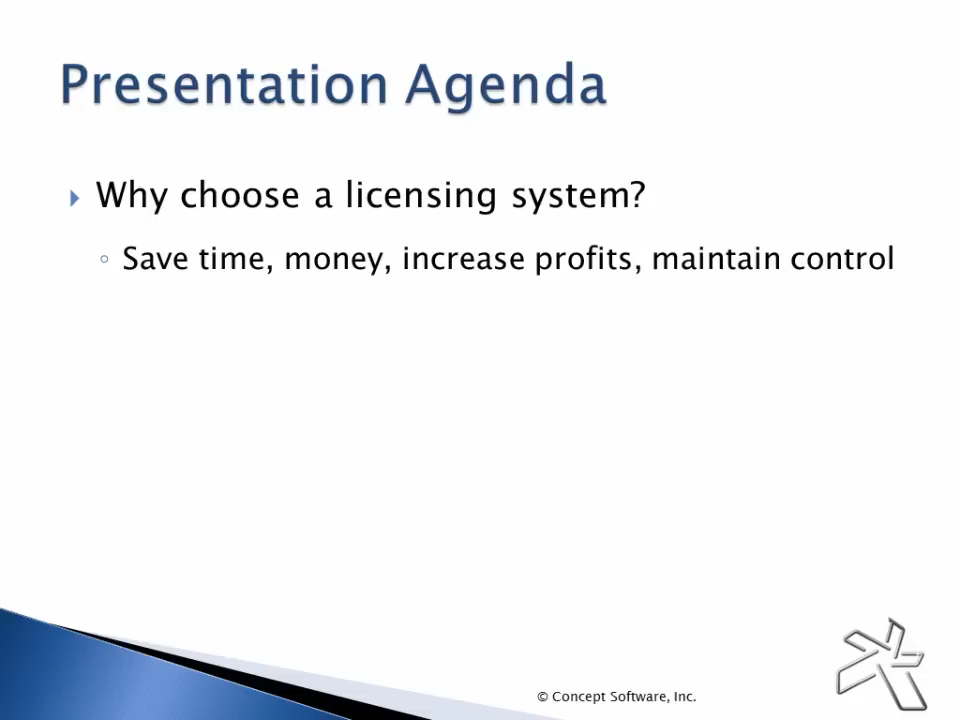 Presentation Agenda
Why choose a licensing system?
Save time, money, increase profits, maintain control
© Concept Software, Inc.